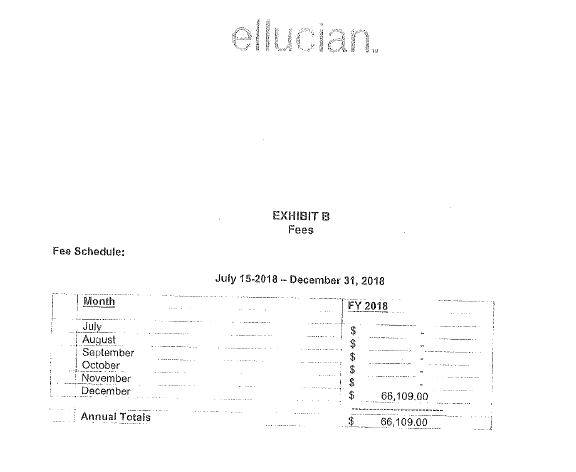 ellucian™
EXHIBIT B
Fees
Fee Schedule:
July 15-2018 – December 31, 2018
Month FY 2018
July $ -
August $ -
September $ -
October $ -
November $ -
December $ 66,109.00
Annual Totals $ 66,109.00